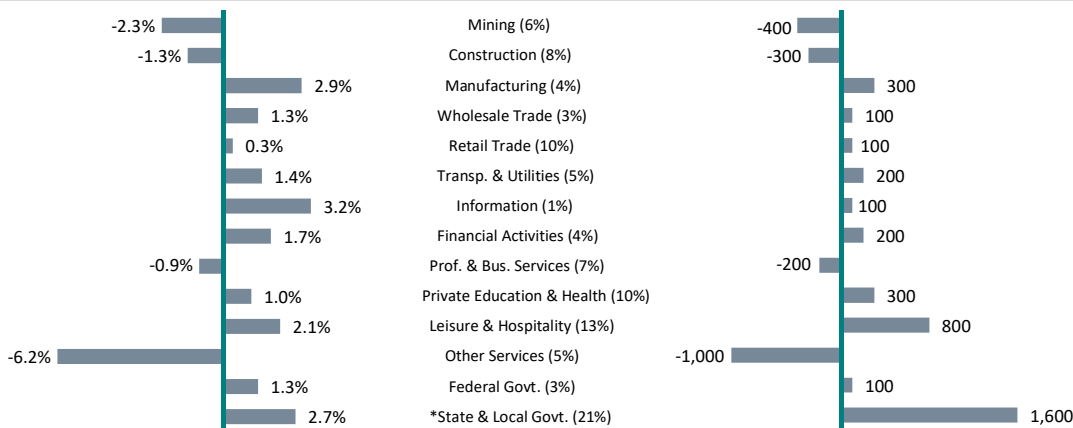 -2.3% Mining (6%) -400
-1.3% Construction (8%) -300
2.9% Manufacturing (4%) 300
1.3% Wholesale Trade (3%) 100
0.3% Retail Trade (10%) 100
1.4% Transp. & Utilities (5%) 200
3.2% Information (1%) 100
1.7% Financial Activities (4%) 200
-0.9% Prof. & Bus. Services (7%) -200
1.0% Private Education & Health (10%) 300
2.1% Leisure & Hospitality (13%) 800
-6.2% Other Services (5%) -1,000
1.3% Federal Govt. (3%) 100
2.7% *State & Local Govt. (21%) 1,600